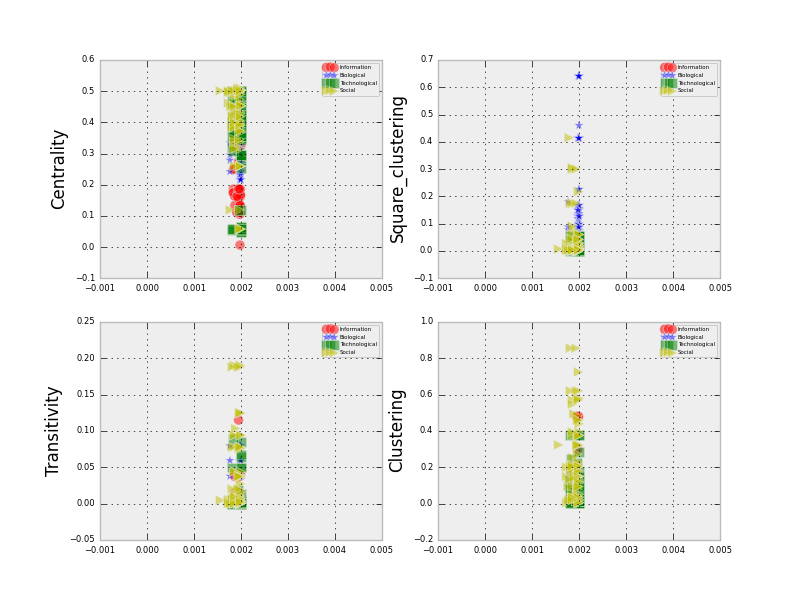 0.6
0.5
0.4
0.3
0.2
0.1
0.0
−0.1
Centrality
−0.001 0.000 0.001 0.002 0.003 0.004 0.005
Information
Biological
Technological
Social
0.7
0.6
0.5
0.4
0.3
0.2
0.1
0.0
−0.1
Square_clustering
−0.001 0.000 0.001 0.002 0.003 0.004 0.005
Information
Biological
Technological
Social
0.25
0.20
0.15
0.10
0.05
0.00
−0.05
Transitivity
−0.001 0.000 0.001 0.002 0.003 0.004 0.005
Information
Biological
Technological
Social
1.0
0.8
0.6
0.4
0.2
0.0
−0.2
Clustering
−0.001 0.000 0.001 0.002 0.003 0.004 0.005
Information
Biological
Technological
Social